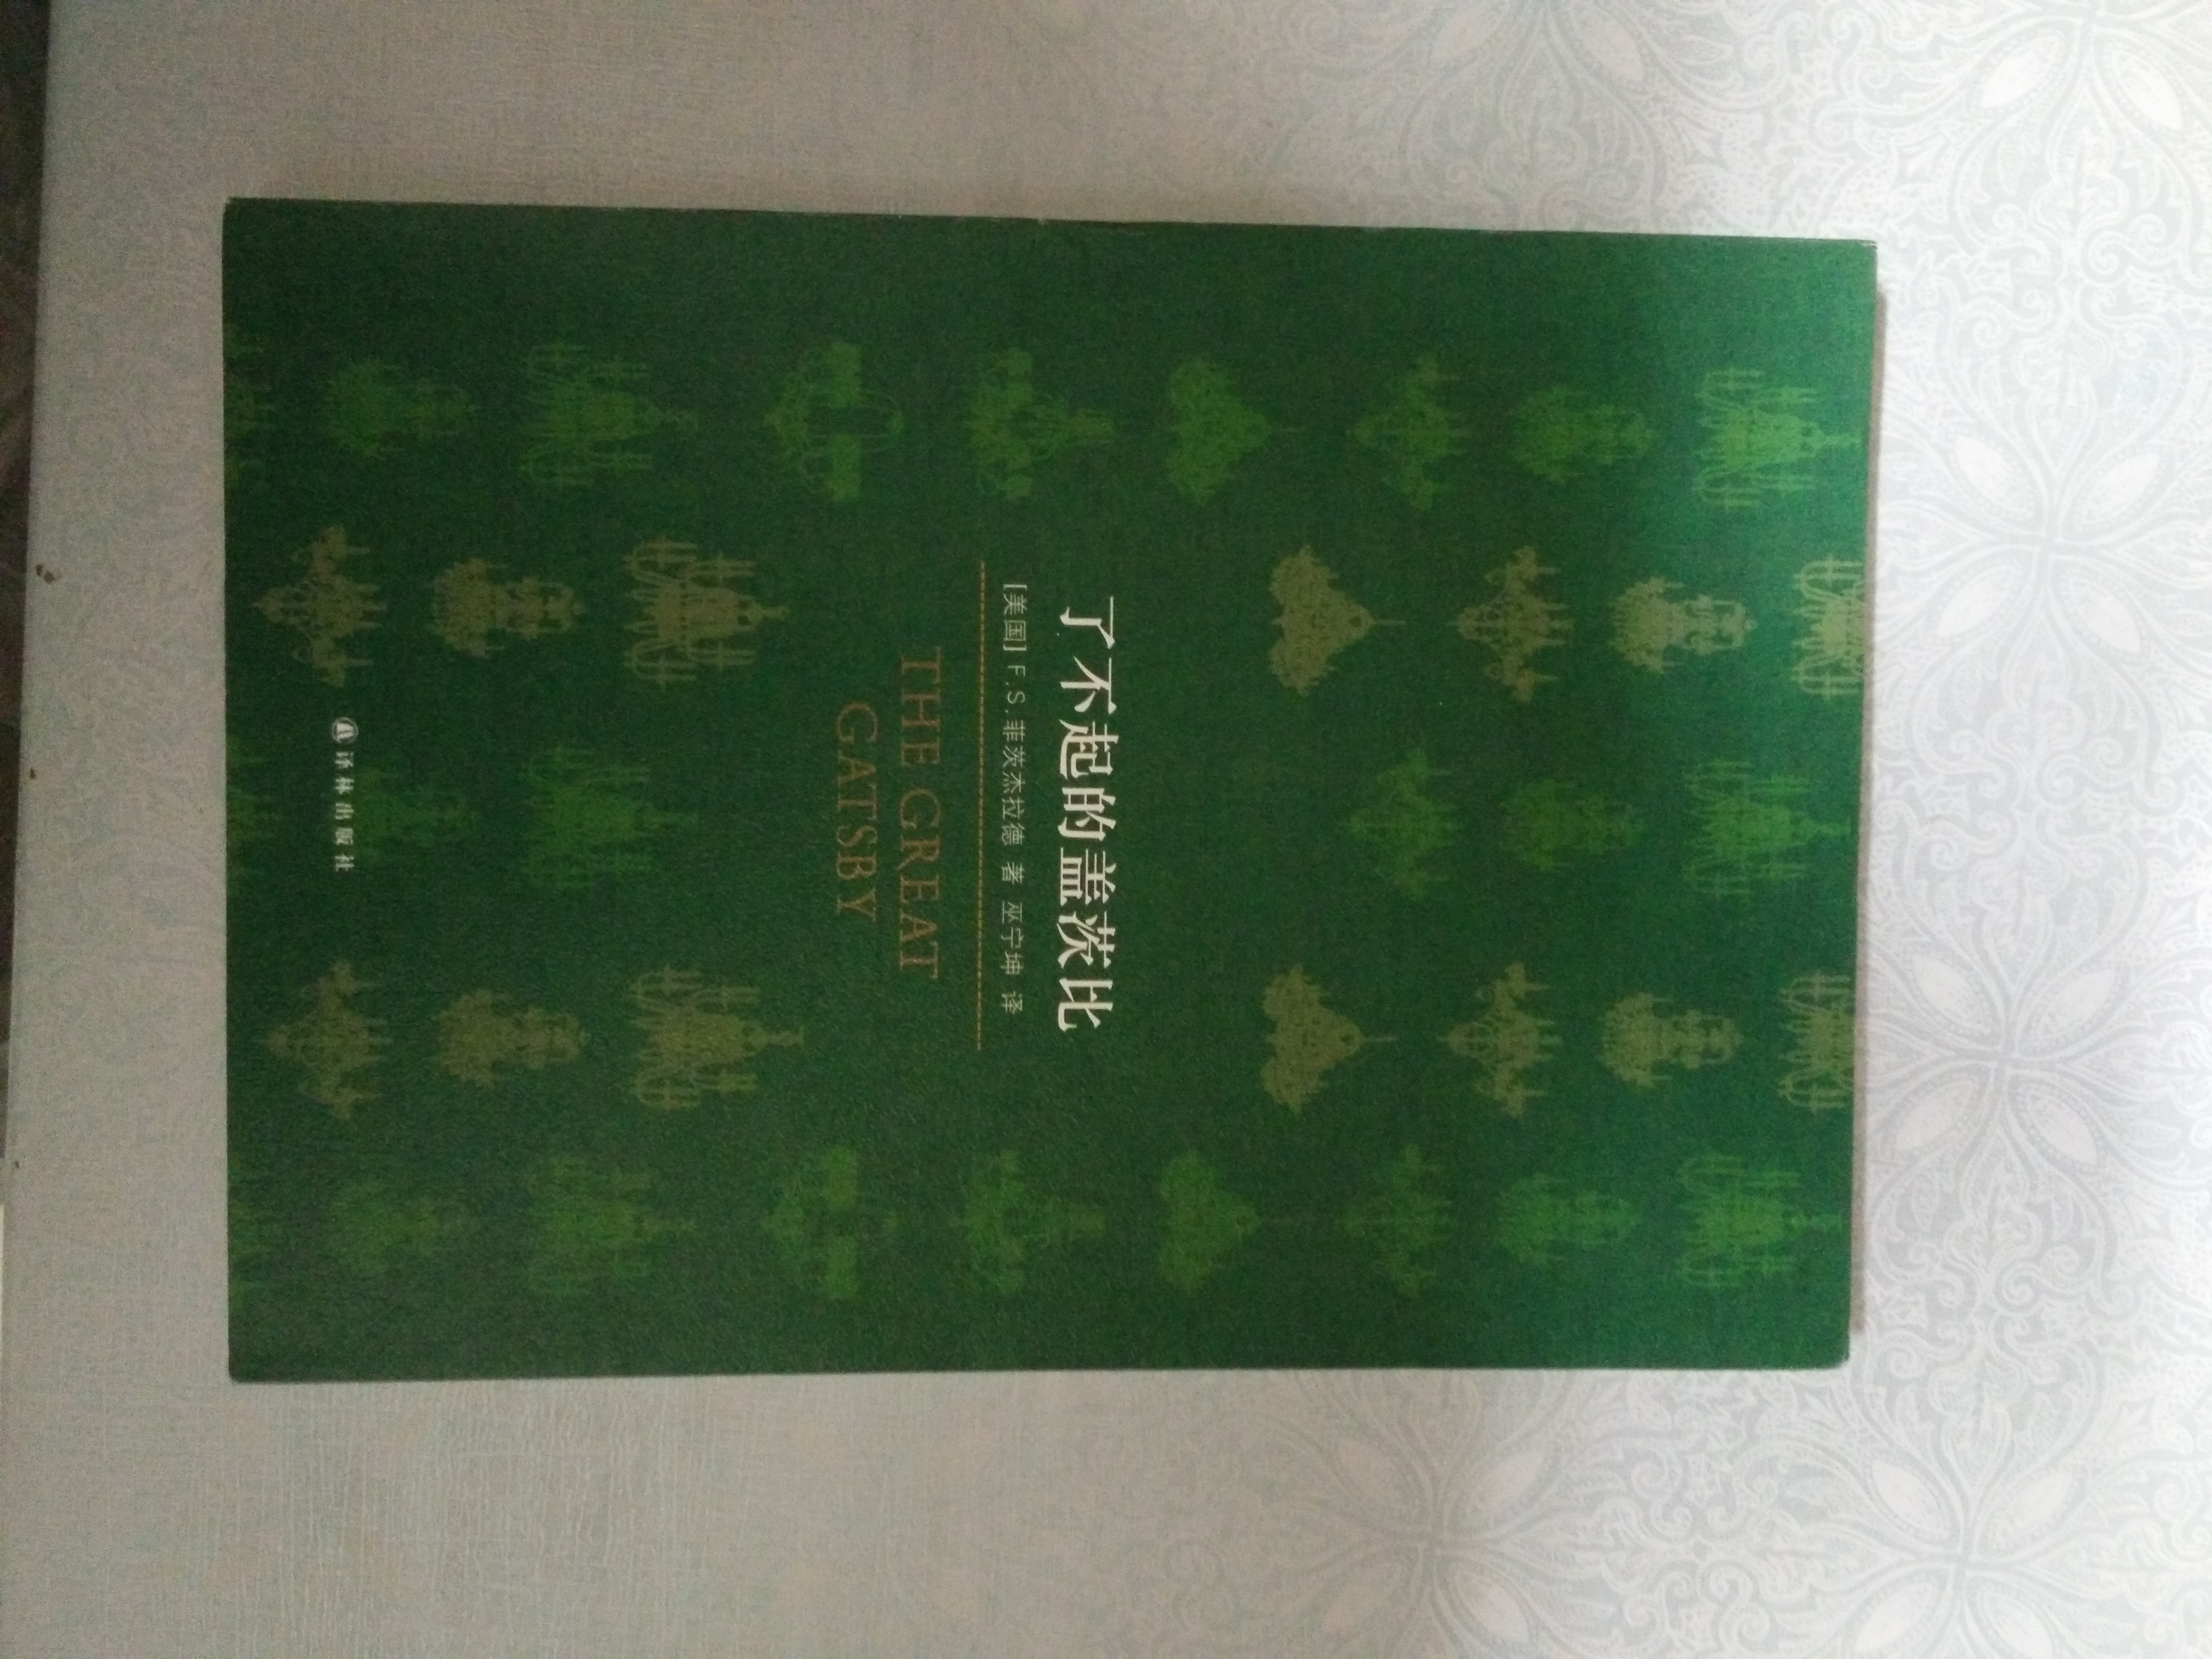 了不起的盖茨比
[美国] F.S.菲茨杰拉德 著 巫宁坤 译
THE GREAT
GATSBY
译林出版社